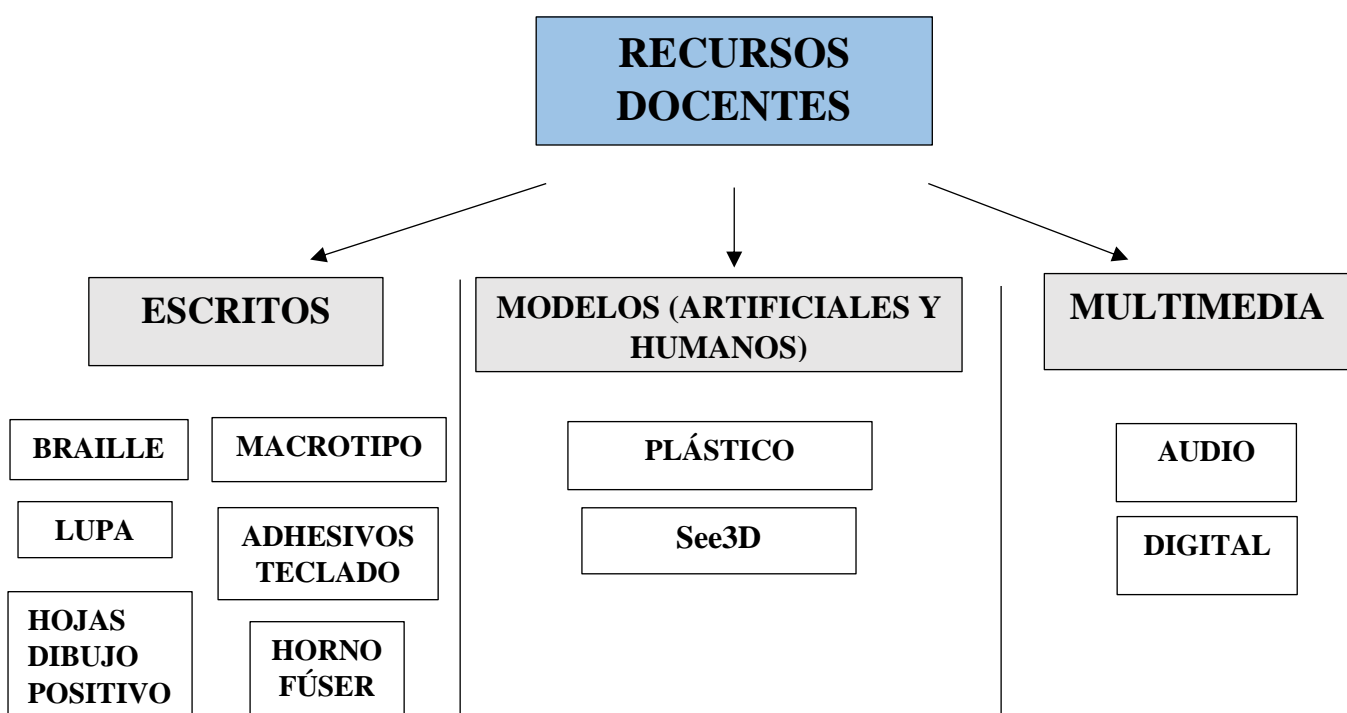 RECURSOS
DOCENTES
ESCRITOS
MODELOS (ARTIFICIALES Y
HUMANOS)
MULTIMEDIA
BRAILLE
MACROTIPO
LUPA
ADHESIVOS
TECLADO
HOJAS
DIBUJO
POSITIVO
HORNO
FÚSER
PLÁSTICO
See3D
AUDIO
DIGITAL